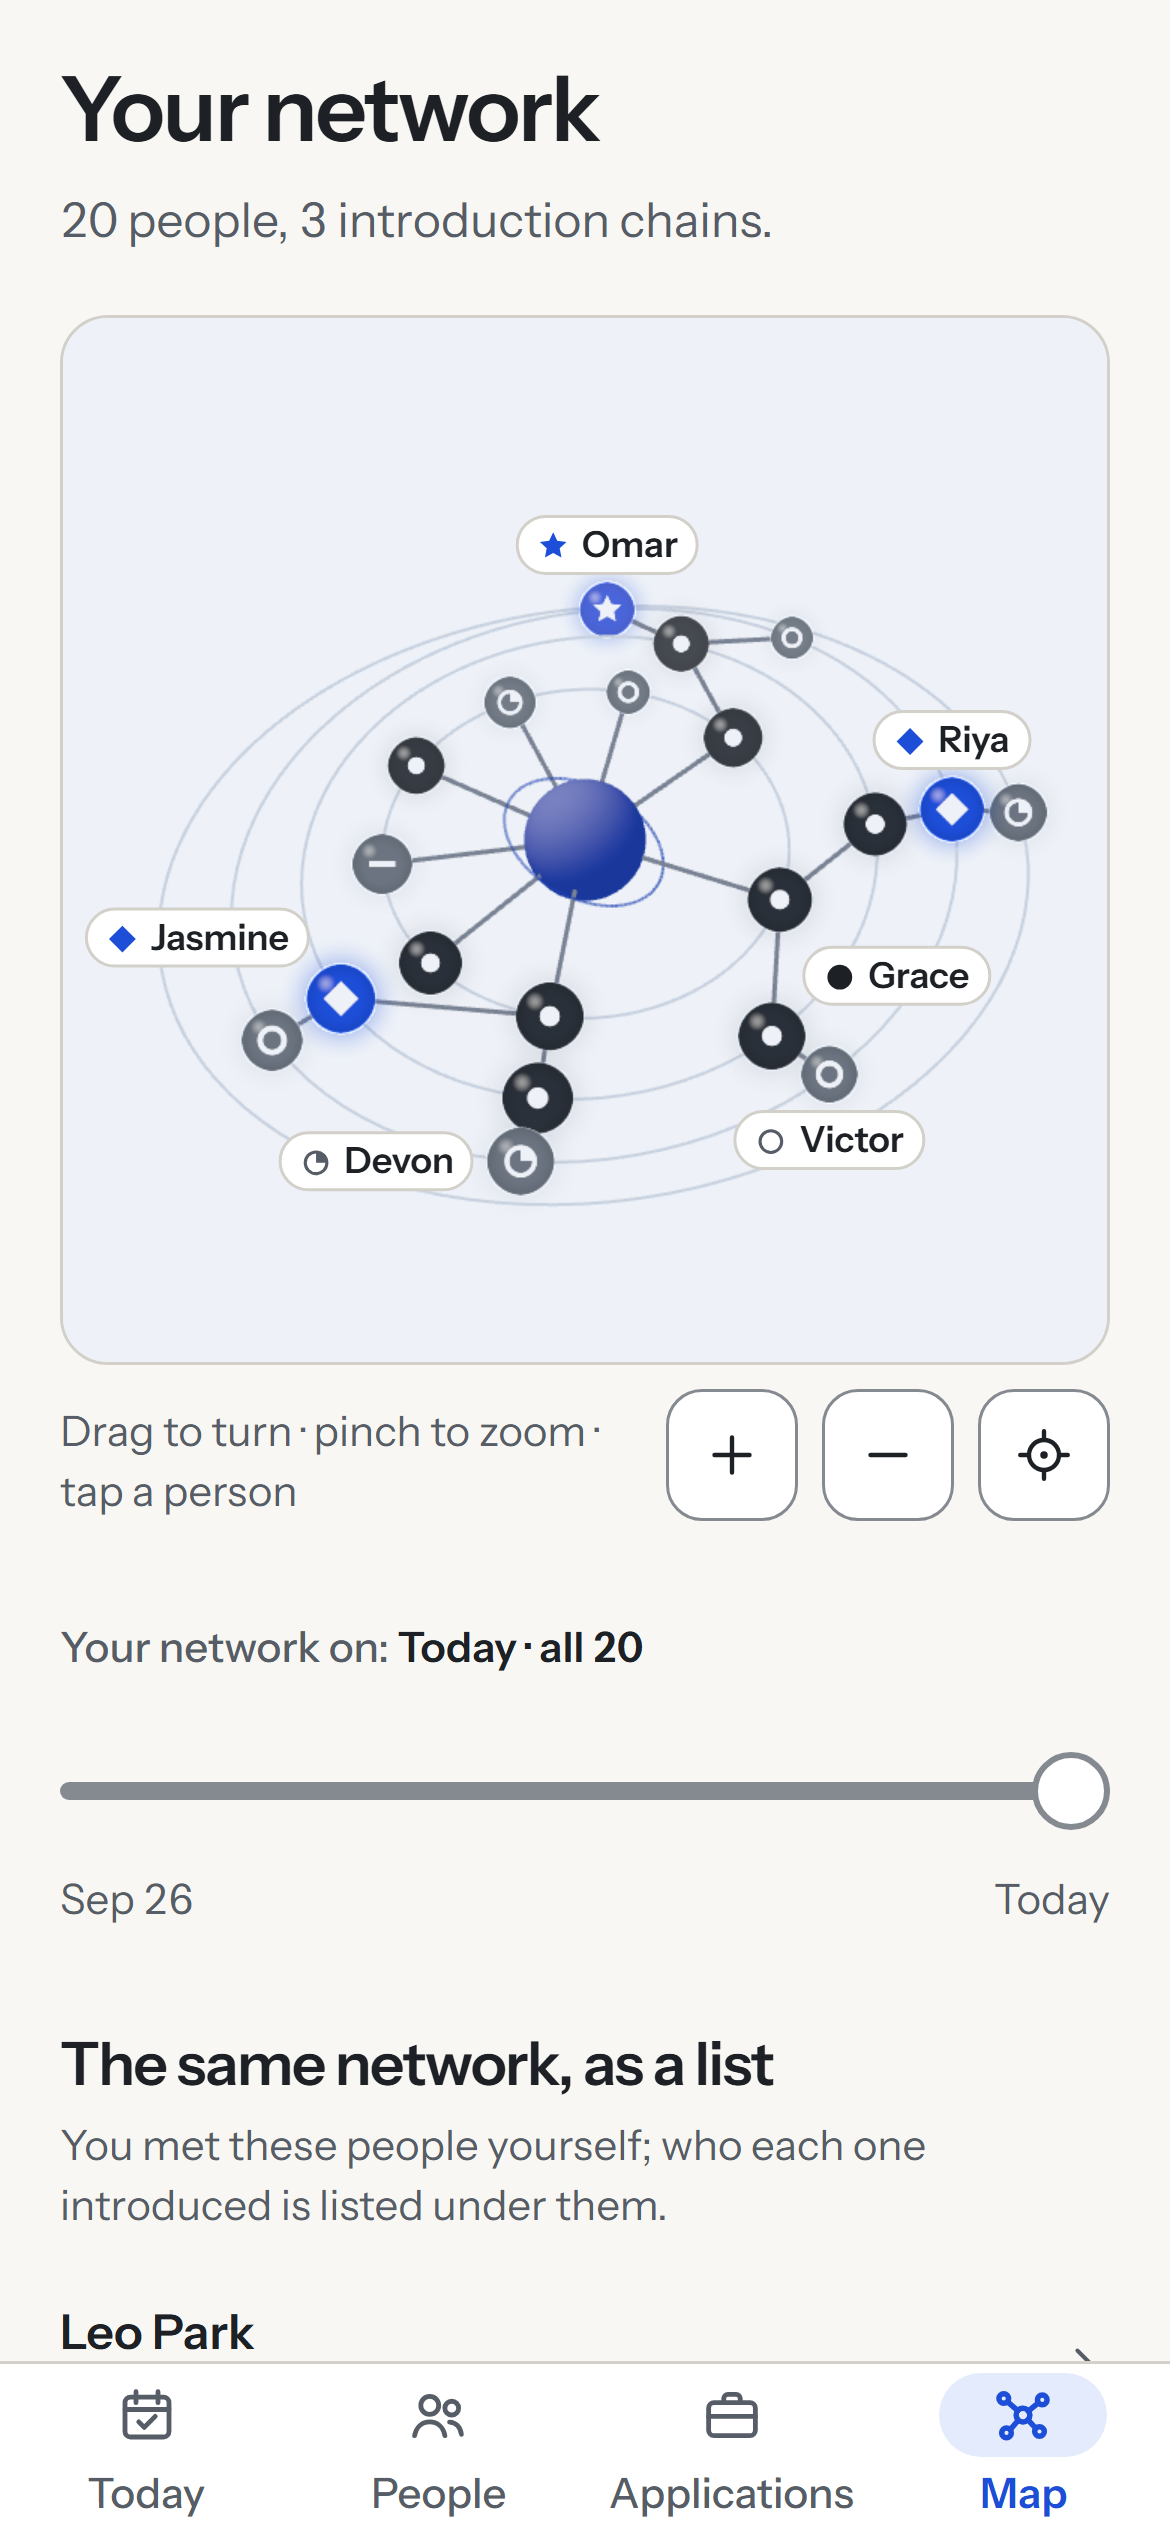 Your network
20 people, 3 introduction chains.
Omar
Riya
Jasmine
Grace
Victor
Devon
Drag to turn · pinch to zoom ·
tap a person
Your network on: Today · all 20
Sep 26
Today
The same network, as a list
You met these people yourself; who each one
introduced is listed under them.
Leo Park
Today
People
Applications
Map